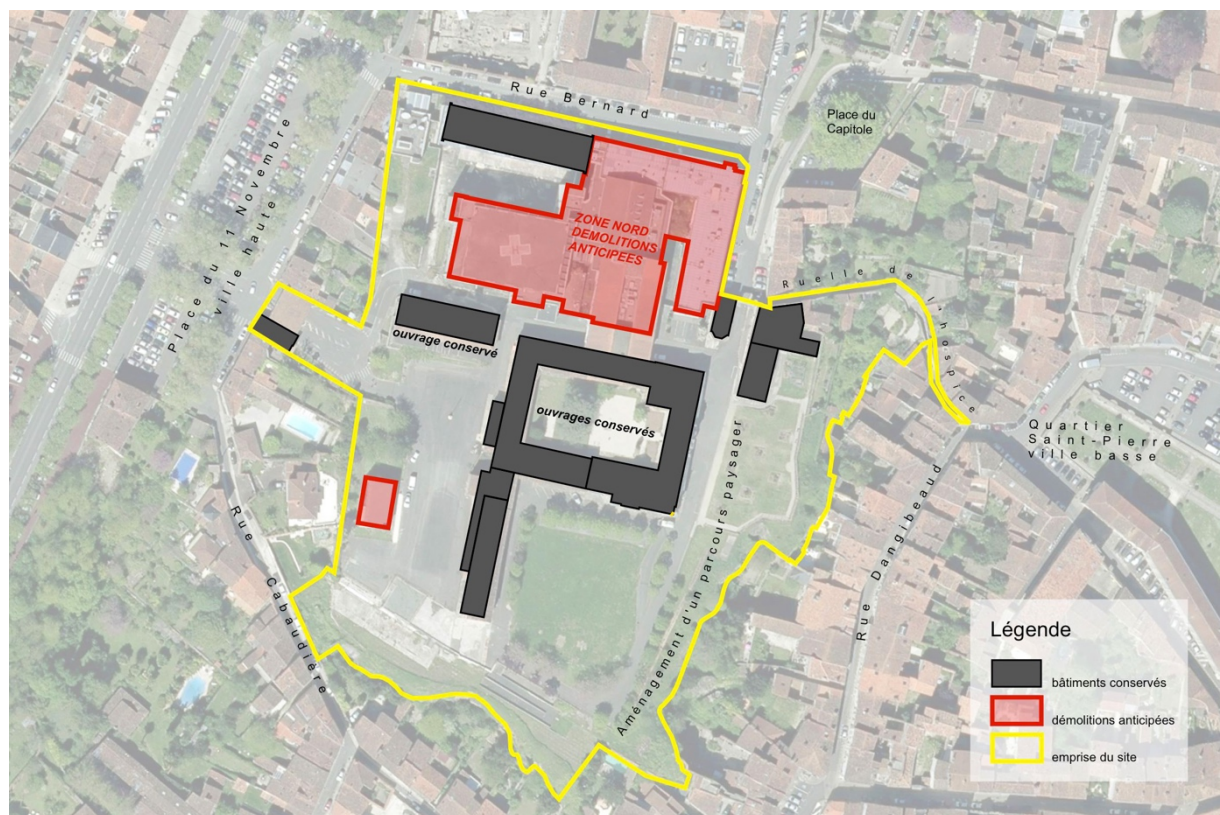 Rue Bernard
Place du
Capitole
Place du 11 Novembre
ville haute
ZONE NORD
DEMOLITIONS
ANTICIPEES
Ruelle de l'hospice
ouvrage conservé
ouvrages conservés
Quartier
Saint-Pierre
ville basse
Aménagement d'un parcours paysager
Rue Dangibeaud
Rue Cabaudière
Légende
bâtiments conservés
démolitions anticipées
emprise du site